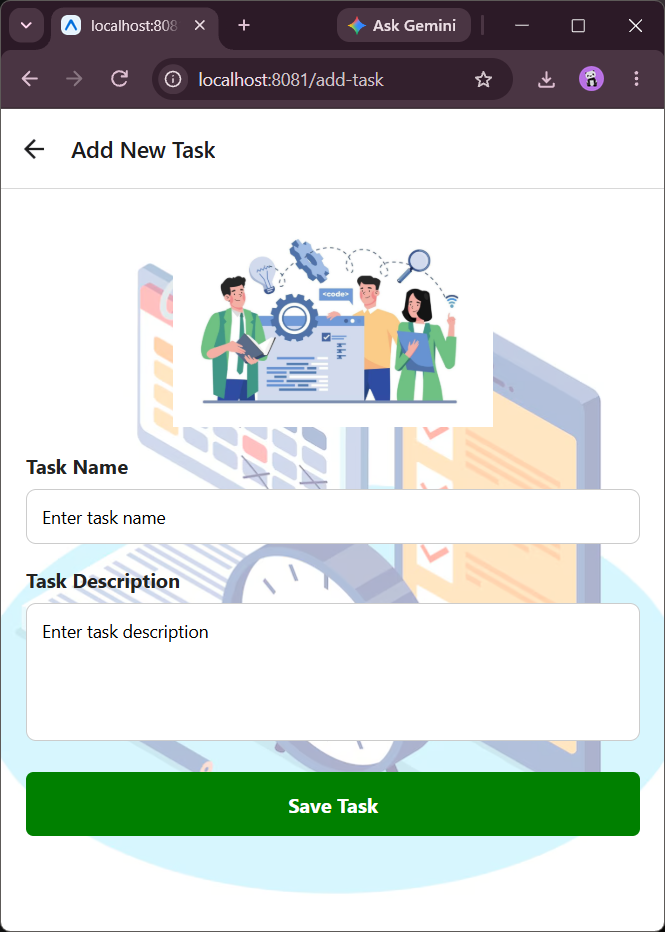 localhost:808
Ask Gemini
localhost:8081/add-task
Add New Task
<code>
Task Name
Enter task name
Task Description
Enter task description
Save Task